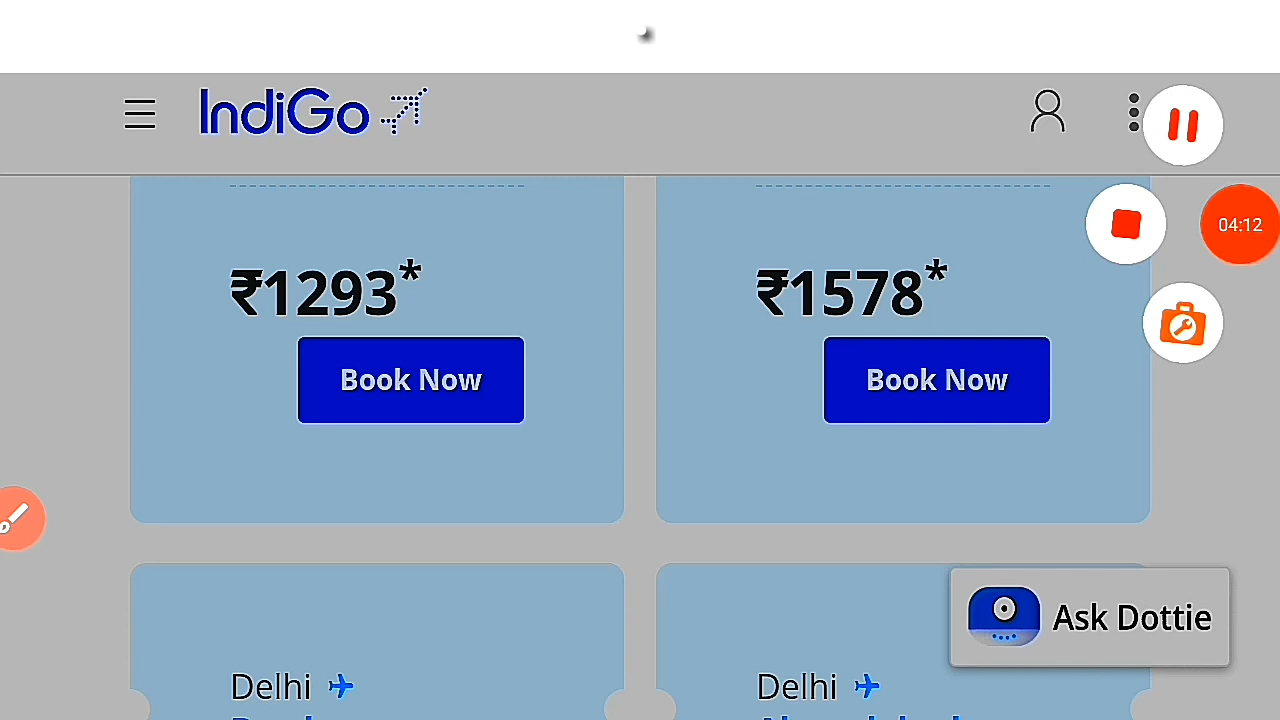 IndiGo
04:12
₹1293* ₹1578*
Book Now Book Now
Ask Dottie
Delhi Delhi